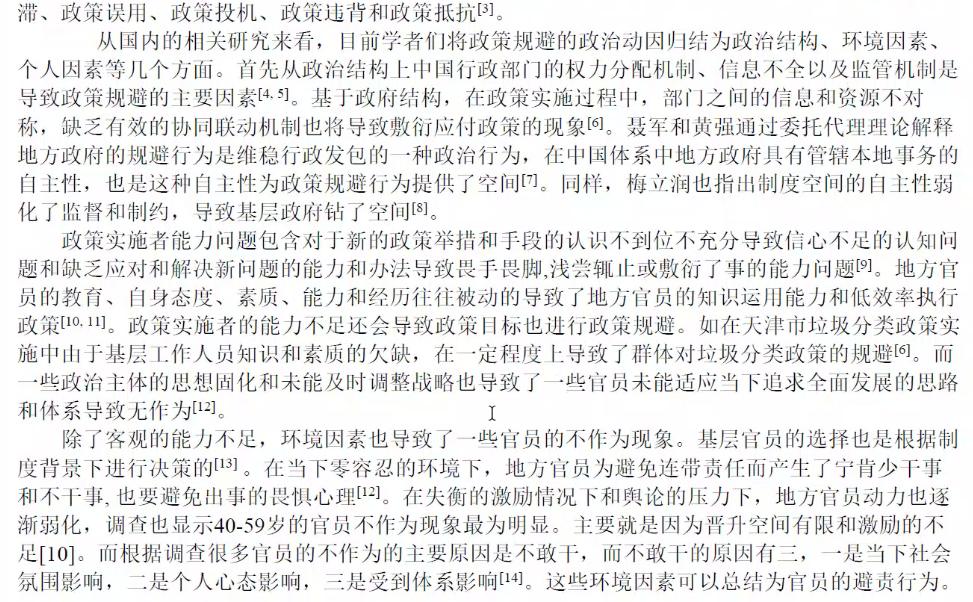 滞、政策误用、政策投机、政策违背和政策抵抗[3]。
从国内的相关研究来看，目前学者们将政策规避的政治动因归结为政治结构、环境因素、
个人因素等几个方面。首先从政治结构上中国行政部门的权力分配机制、信息不全以及监管机制是
导致政策规避的主要因素[4, 5]。基于政府结构，在政策实施过程中，部门之间的信息和资源不对
称，缺乏有效的协同联动机制也将导致敷衍应付政策的现象[6]。聂军和黄强通过委托代理理论解释
地方政府的规避行为是维稳行政发包的一种政治行为，在中国体系中地方政府具有管辖本地事务的
自主性，也是这种自主性为政策规避行为提供了空间[7]。同样，梅立润也指出制度空间的自主性弱
化了监督和制约，导致基层政府钻了空间[8]。
政策实施者能力问题包含对于新的政策举措和手段的认识不到位不充分导致信心不足的认知问
题和缺乏应对和解决新问题的能力和办法导致畏手畏脚,浅尝辄止或敷衍了事的能力问题[9]。地方官
员的教育、自身态度、素质、能力和经历往往被动的导致了地方官员的知识运用能力和低效率执行
政策[10, 11]。政策实施者的能力不足还会导致政策目标也进行政策规避。如在天津市垃圾分类政策实
施中由于基层工作人员知识和素质的欠缺，在一定程度上导致了群体对垃圾分类政策的规避[6]。而
一些政治主体的思想固化和未能及时调整战略也导致了一些官员未能适应当下追求全面发展的思路
和体系导致无作为[12]。
除了客观的能力不足，环境因素也导致了一些官员的不作为现象。基层官员的选择也是根据制
度背景下进行决策的[13] 。在当下零容忍的环境下，地方官员为避免连带责任而产生了宁肯少干事
和不干事, 也要避免出事的畏惧心理[12]。在失衡的激励情况下和舆论的压力下，地方官员动力也逐
渐弱化，调查也显示40-59岁的官员不作为现象最为明显。主要就是因为晋升空间有限和激励的不
足[10]。而根据调查很多官员的不作为的主要原因是不敢干，而不敢干的原因有三，一是当下社会
氛围影响，二是个人心态影响，三是受到体系影响[14]。这些环境因素可以总结为官员的避责行为。